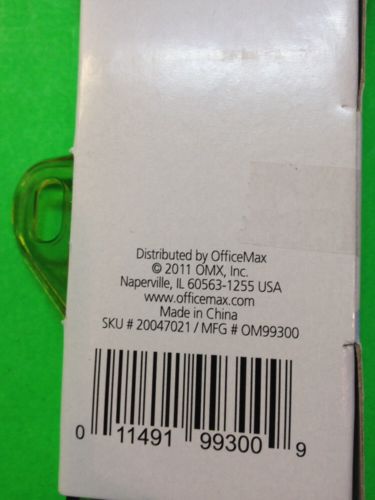 Distributed by OfficeMax
© 2011 OMX, Inc.
Naperville, IL 60563-1255 USA
www.officemax.com
Made in China
SKU # 20047021 / MFG # OM99300
0 11491 99300 9